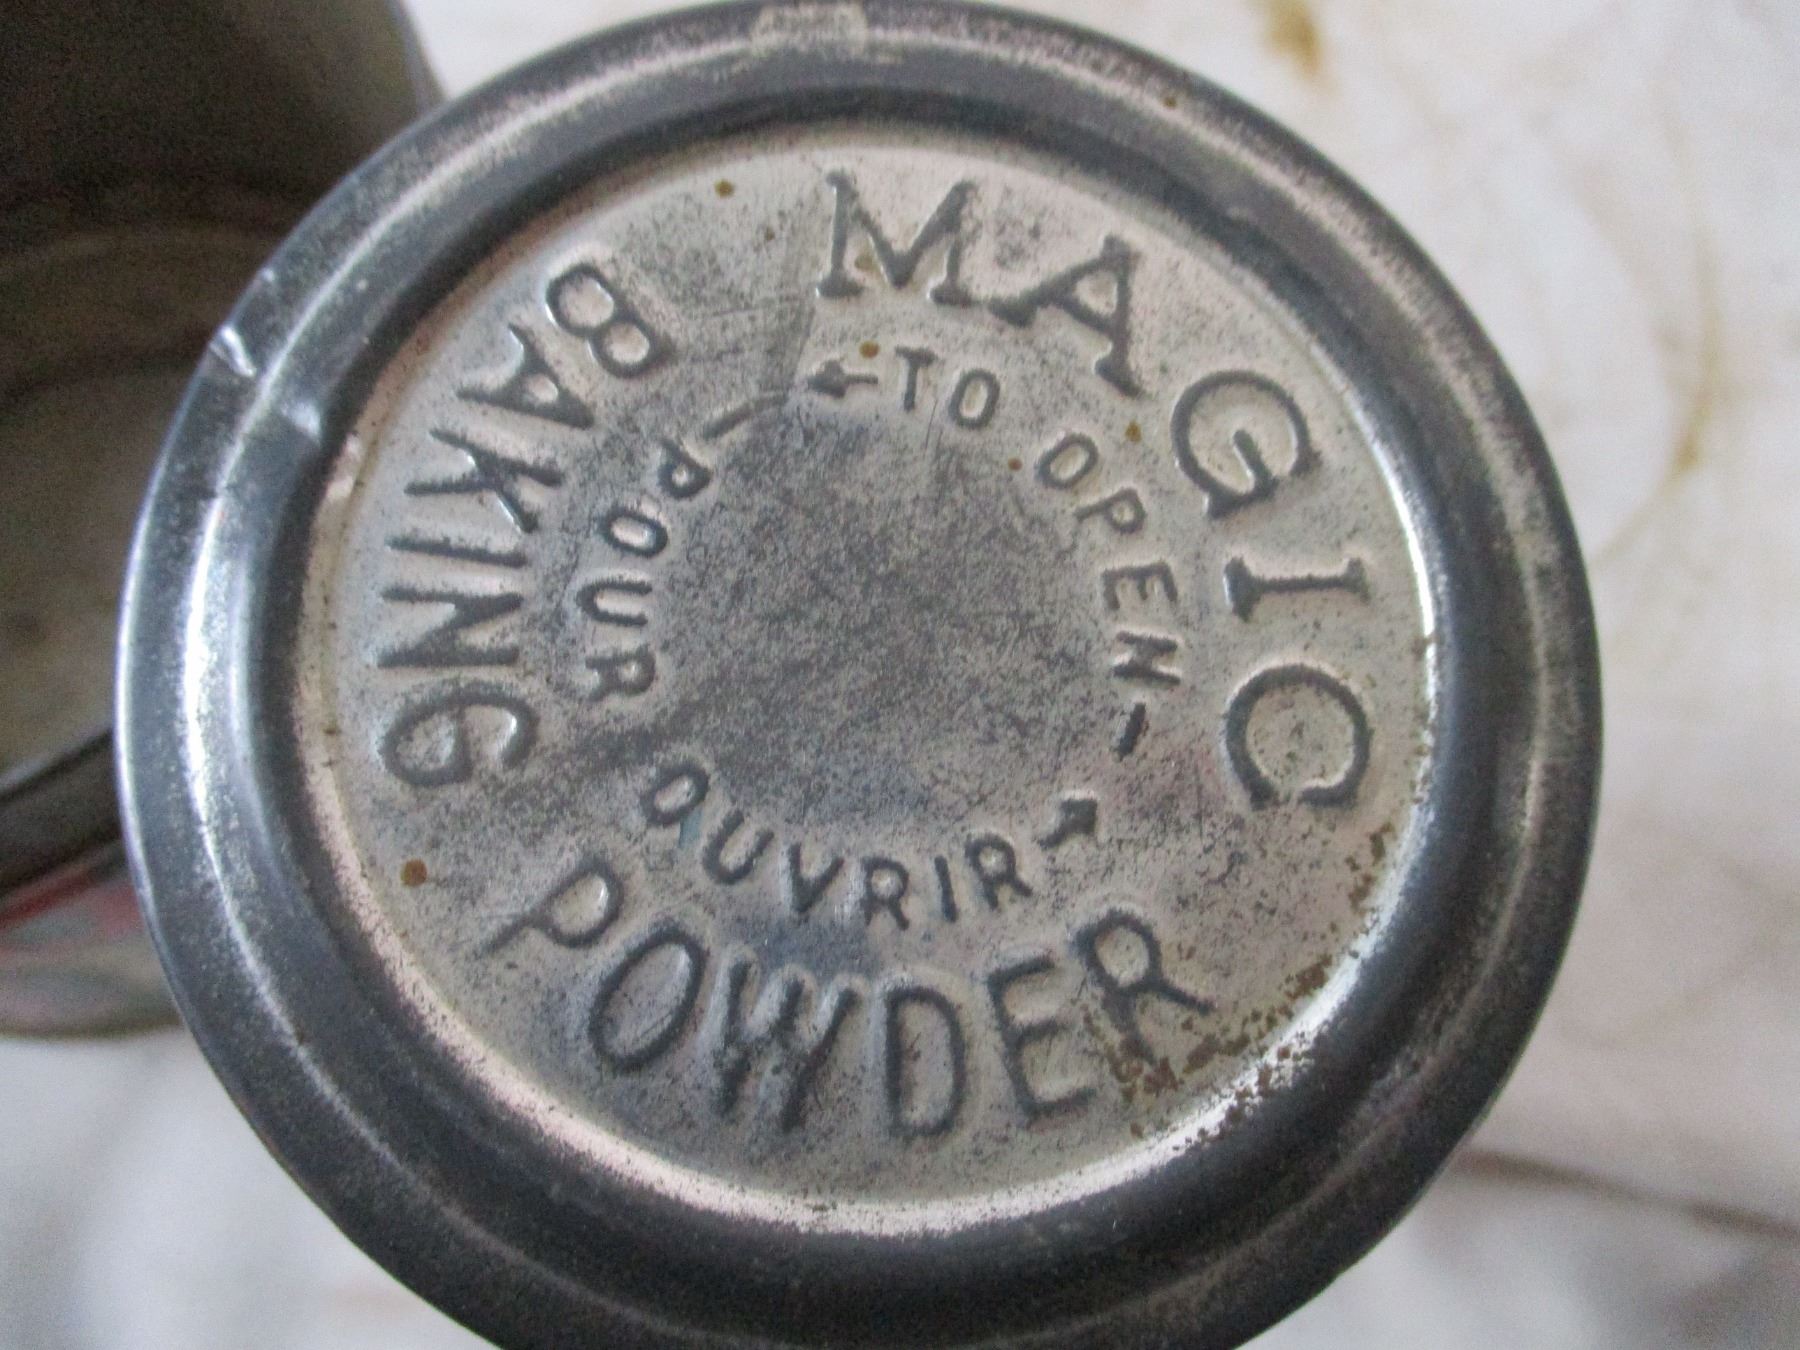 MAGIC
BAKING
POWDER
← TO OPEN -
- POUR OUVRIR →